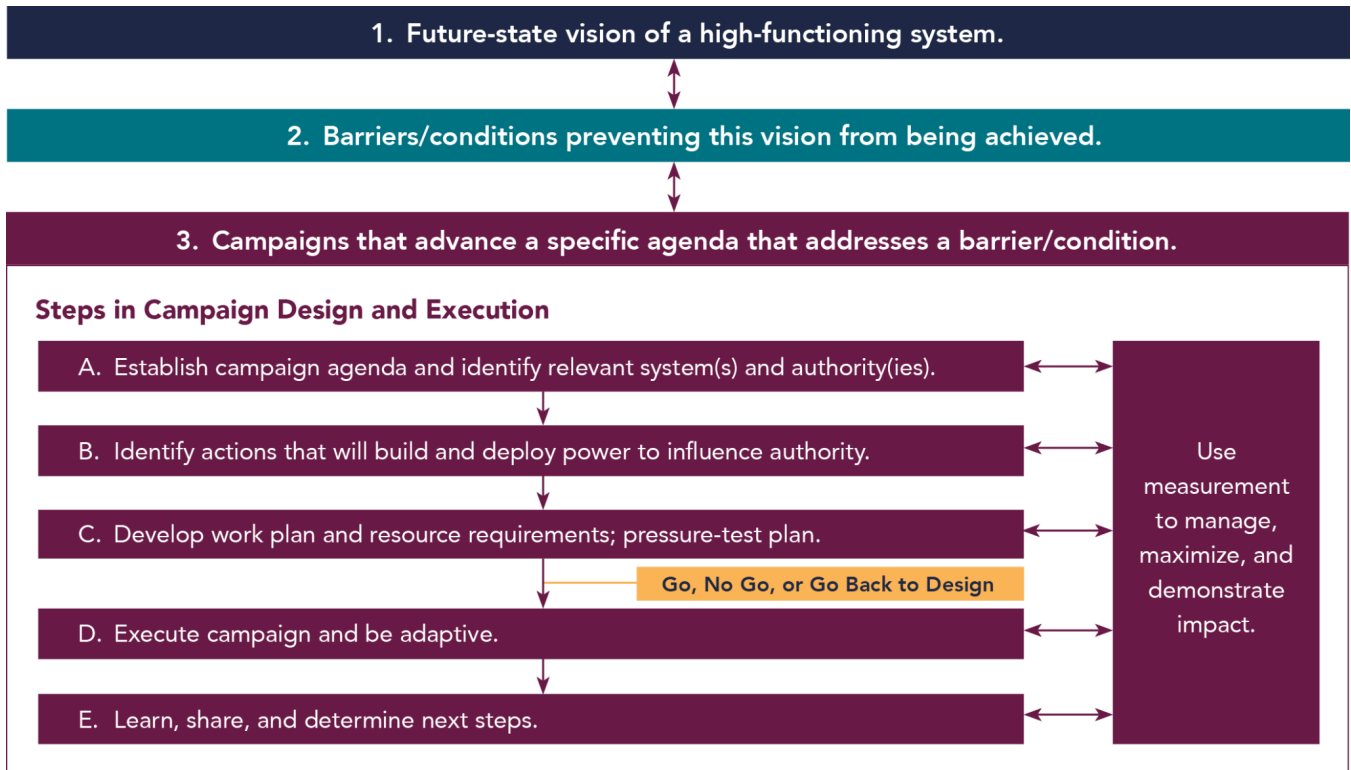 1. Future-state vision of a high-functioning system.
2. Barriers/conditions preventing this vision from being achieved.
3. Campaigns that advance a specific agenda that addresses a barrier/condition.
Steps in Campaign Design and Execution
A. Establish campaign agenda and identify relevant system(s) and authority(ies).
B. Identify actions that will build and deploy power to influence authority.
C. Develop work plan and resource requirements; pressure-test plan.
Go, No Go, or Go Back to Design
D. Execute campaign and be adaptive.
E. Learn, share, and determine next steps.
Use
measurement
to manage,
maximize, and
demonstrate
impact.